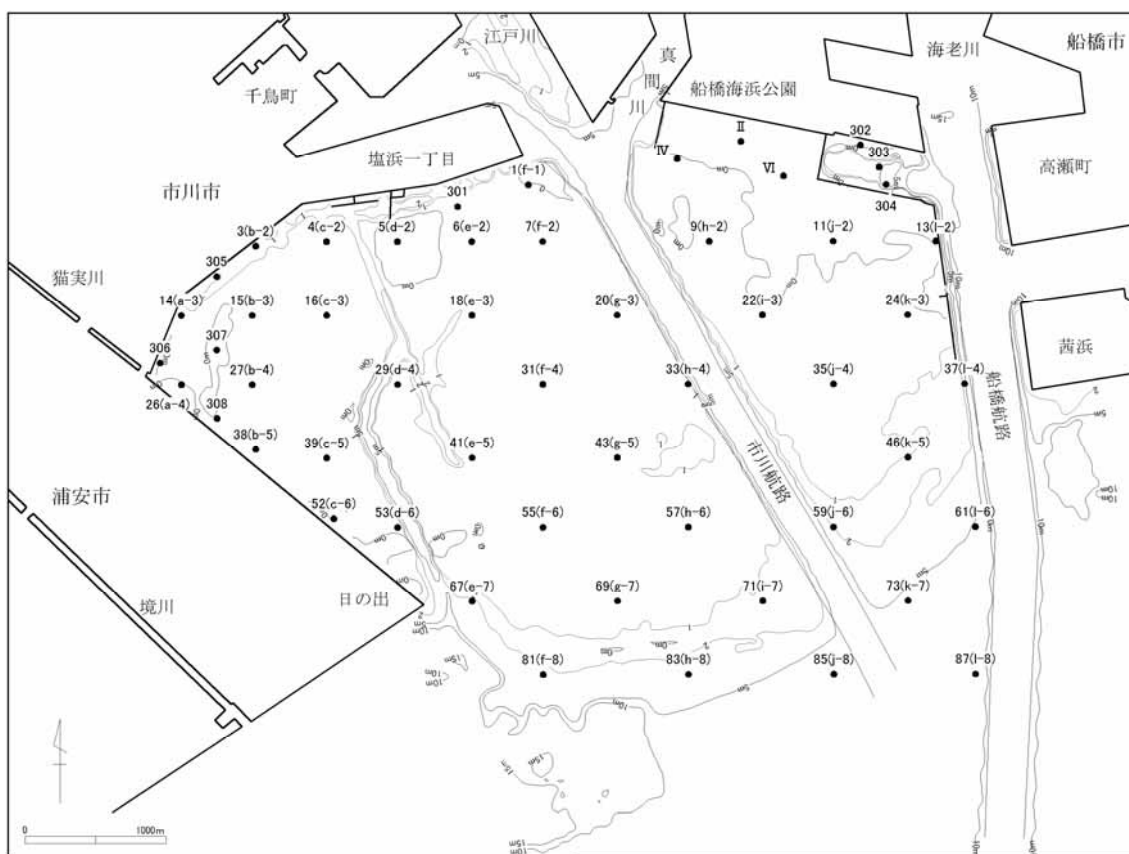 江戸川
真間川
海老川
船橋市
千鳥町
船橋海浜公園
Ⅱ
302
塩浜一丁目
Ⅳ
303
高瀬町
Ⅵ
304
市川市
1(f-1)
301
3(b-2)
4(c-2)
5(d-2)
6(e-2)
7(f-2)
9(h-2)
11(j-2)
13(l-2)
猫実川
305
14(a-3)
15(b-3)
16(c-3)
18(e-3)
20(g-3)
22(i-3)
24(k-3)
306
307
茜浜
26(a-4)
27(b-4)
29(d-4)
31(f-4)
33(h-4)
35(j-4)
37(l-4)
船橋航路
308
38(b-5)
39(c-5)
41(e-5)
43(g-5)
46(k-5)
市川航路
浦安市
52(c-6)
53(d-6)
55(f-6)
57(h-6)
59(j-6)
61(l-6)
境川
日の出
67(e-7)
69(g-7)
71(i-7)
73(k-7)
81(f-8)
83(h-8)
85(j-8)
87(l-8)
0 1000m